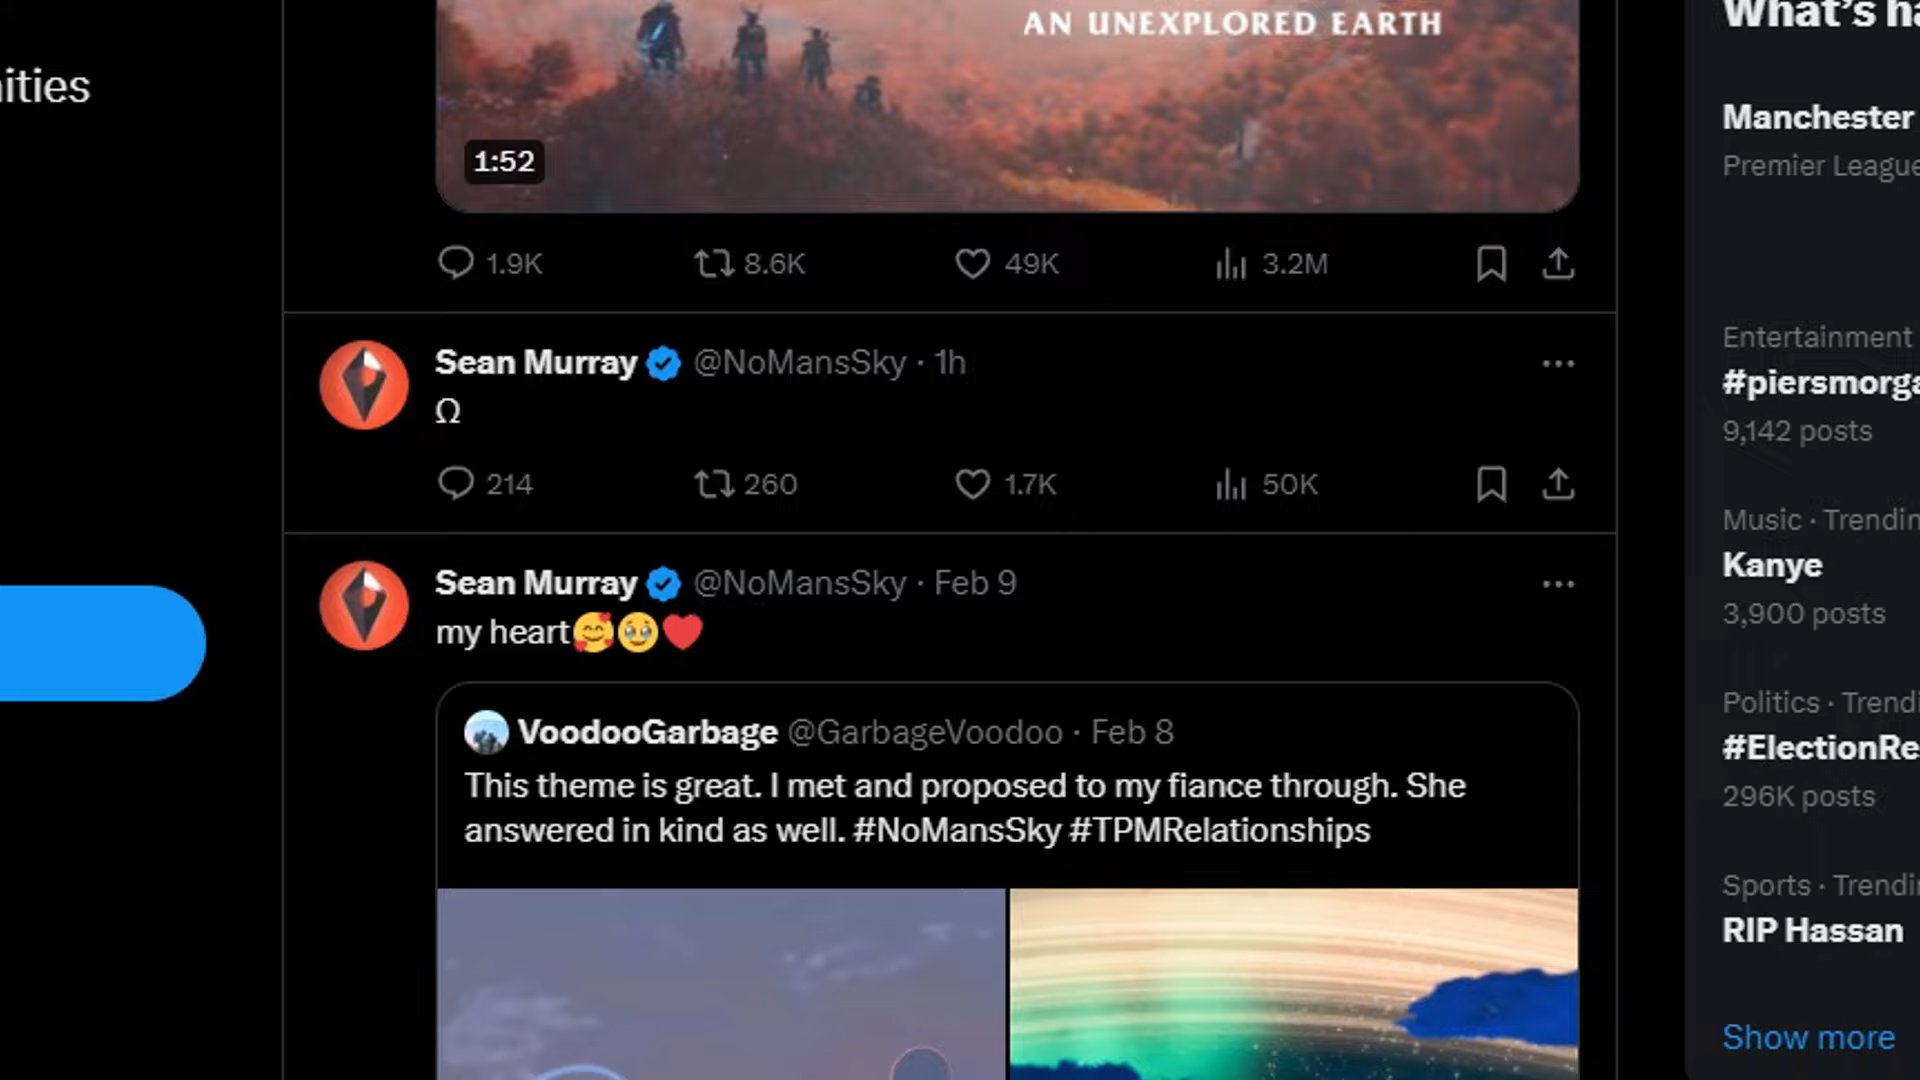 AN UNEXPLORED EARTH
1:52
1.9K 8.6K 49K 3.2M
Sean Murray @NoMansSky · 1h
Ω
214 260 1.7K 50K
Sean Murray @NoMansSky · Feb 9
my heart🥰🥹❤️
VoodooGarbage @GarbageVoodoo · Feb 8
This theme is great. I met and proposed to my fiance through. She
answered in kind as well. #NoMansSky #TPMRelationships
ities
What's ha
Manchester
Premier League
Entertainment
#piersmorga
9,142 posts
Music · Trendin
Kanye
3,900 posts
Politics · Trendi
#ElectionRe
296K posts
Sports · Trendin
RIP Hassan
Show more